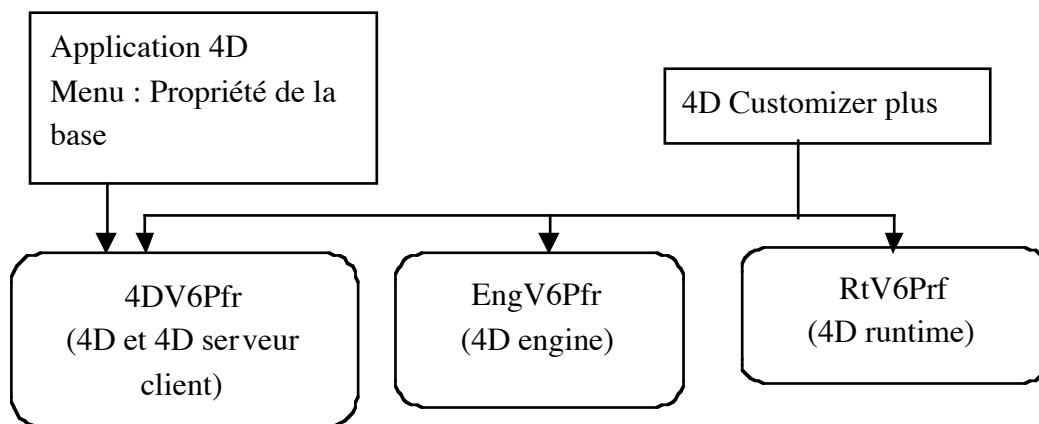 Application 4D
Menu : Propriété de la
base
4D Customizer plus
4DV6Pfr
(4D et 4D serveur
client)
EngV6Pfr
(4D engine)
RtV6Prf
(4D runtime)